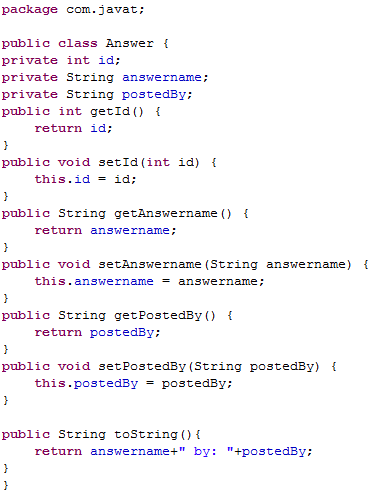 package com.javat;

public class Answer {
private int id;
private String answername;
private String postedBy;
public int getId() {
    return id;
}
public void setId(int id) {
    this.id = id;
}
public String getAnswername() {
    return answername;
}
public void setAnswername(String answername) {
    this.answername = answername;
}
public String getPostedBy() {
    return postedBy;
}
public void setPostedBy(String postedBy) {
    this.postedBy = postedBy;
}

public String toString(){
    return answername+" by: "+postedBy;
}
}